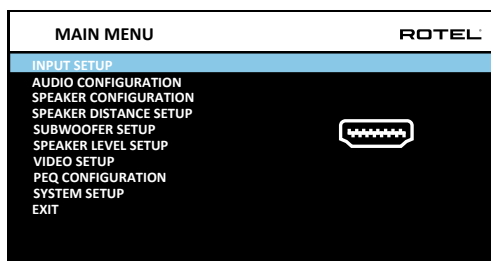 MAIN MENU
ROTEL
INPUT SETUP
AUDIO CONFIGURATION
SPEAKER CONFIGURATION
SPEAKER DISTANCE SETUP
SUBWOOFER SETUP
SPEAKER LEVEL SETUP
VIDEO SETUP
PEQ CONFIGURATION
SYSTEM SETUP
EXIT